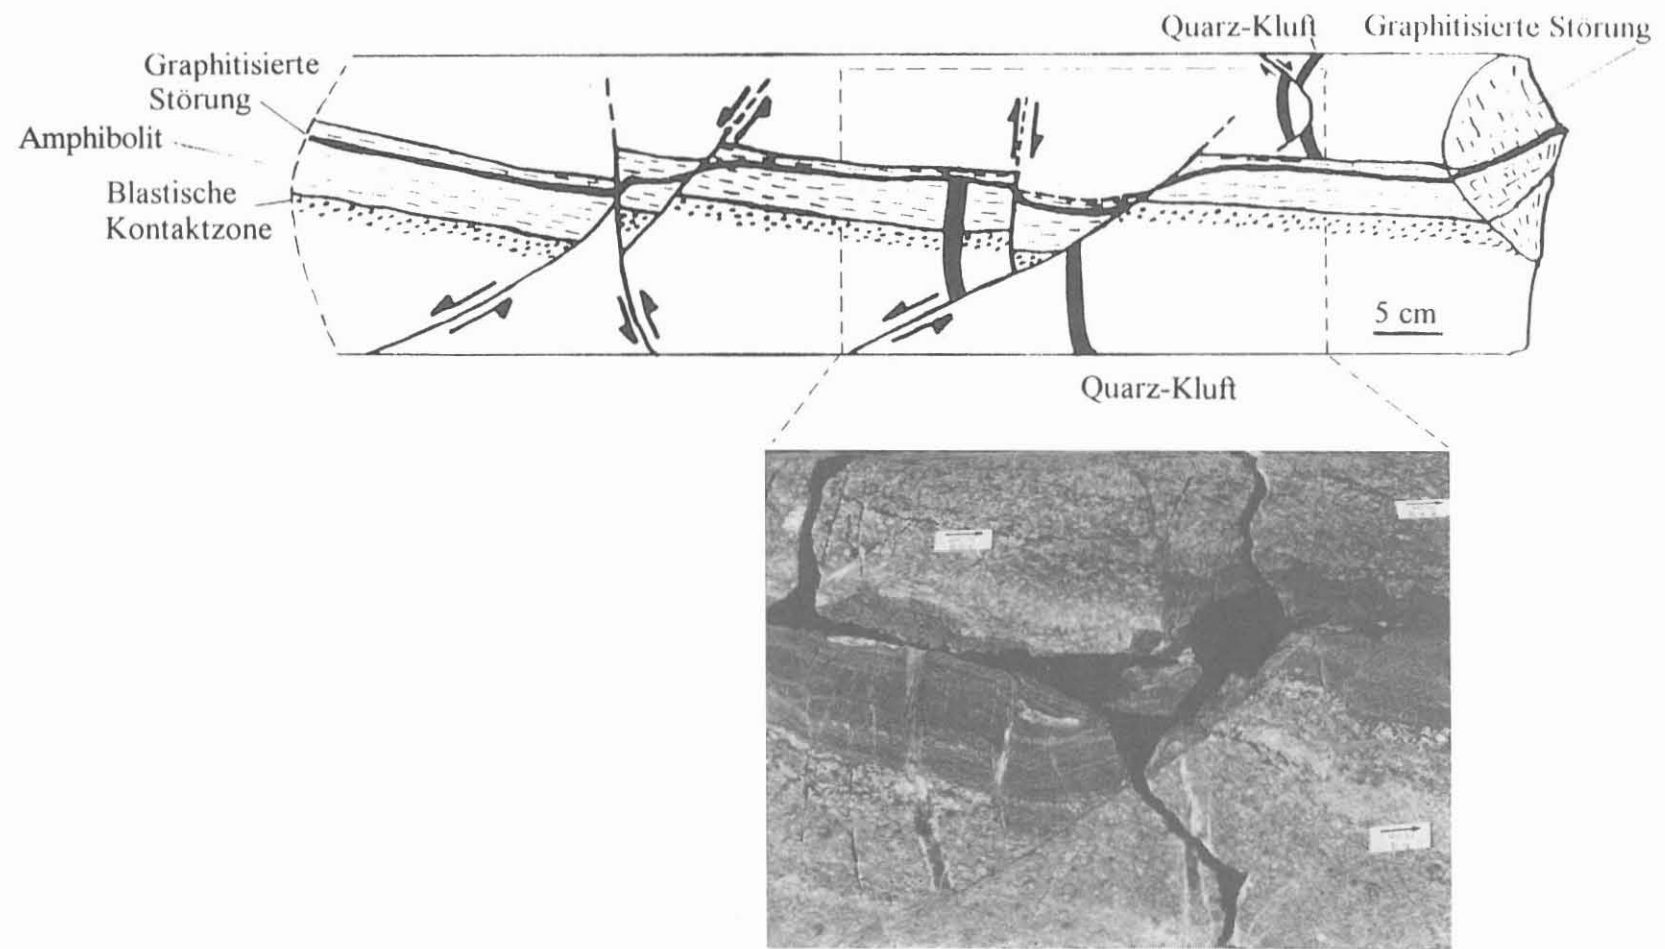 Quarz-Kluft
Graphitisierte Störung
Graphitisierte
Störung
Amphibolit
Blastische
Kontaktzone
5 cm
Quarz-Kluft